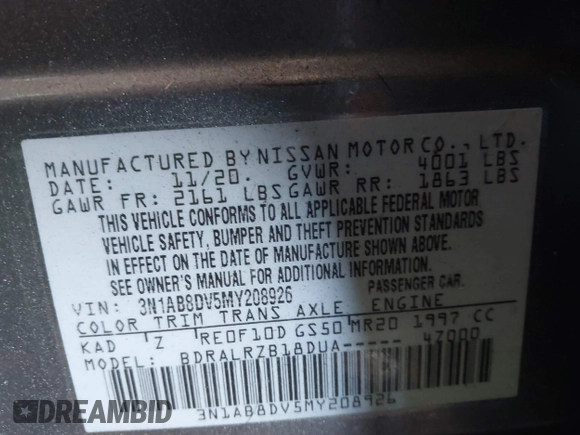 MANUFACTURED BY NISSAN MOTOR CO., LTD.
DATE: 11/20. GVWR: 4001 LBS
GAWR FR: 2161 LBS GAWR RR: 1863 LBS
THIS VEHICLE CONFORMS TO ALL APPLICABLE FEDERAL MOTOR
VEHICLE SAFETY, BUMPER AND THEFT PREVENTION STANDARDS
IN EFFECT ON THE DATE OF MANUFACTURE SHOWN ABOVE.
SEE OWNER'S MANUAL FOR ADDITIONAL INFORMATION.
VIN: 3N1AB8DV5MY208926 PASSENGER CAR.
COLOR TRIM TRANS AXLE ENGINE
KAD Z RE0F10D GS50 MR20 1997 CC
MODEL: BDRALRZB18DUA----- 4Z000
3N1AB8DV5MY208926
DREAMBID